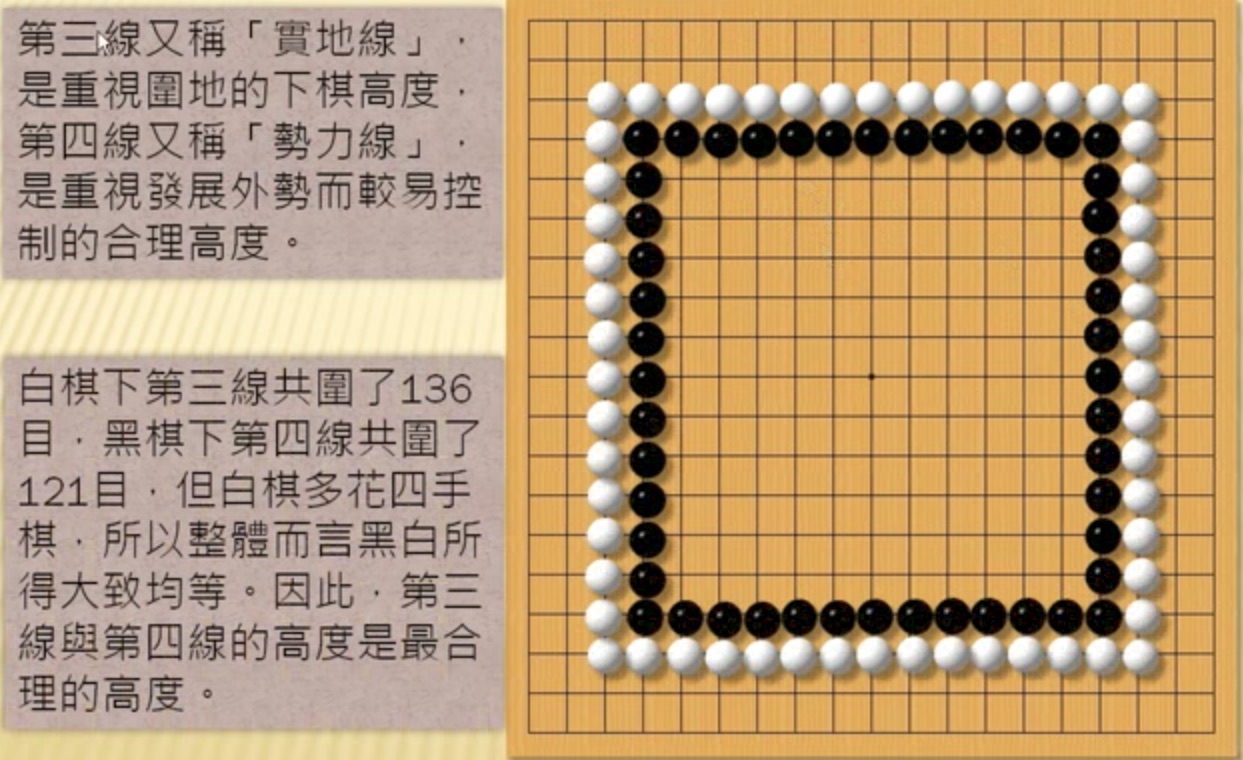 第三線又稱「實地線」，
是重視圍地的下棋高度，
第四線又稱「勢力線」，
是重視發展外勢而較易控
制的合理高度。
白棋下第三線共圍了136
目，黑棋下第四線共圍了
121目，但白棋多花四手
棋，所以整體而言黑白所
得大致均等。因此，第三
線與第四線的高度是最合
理的高度。